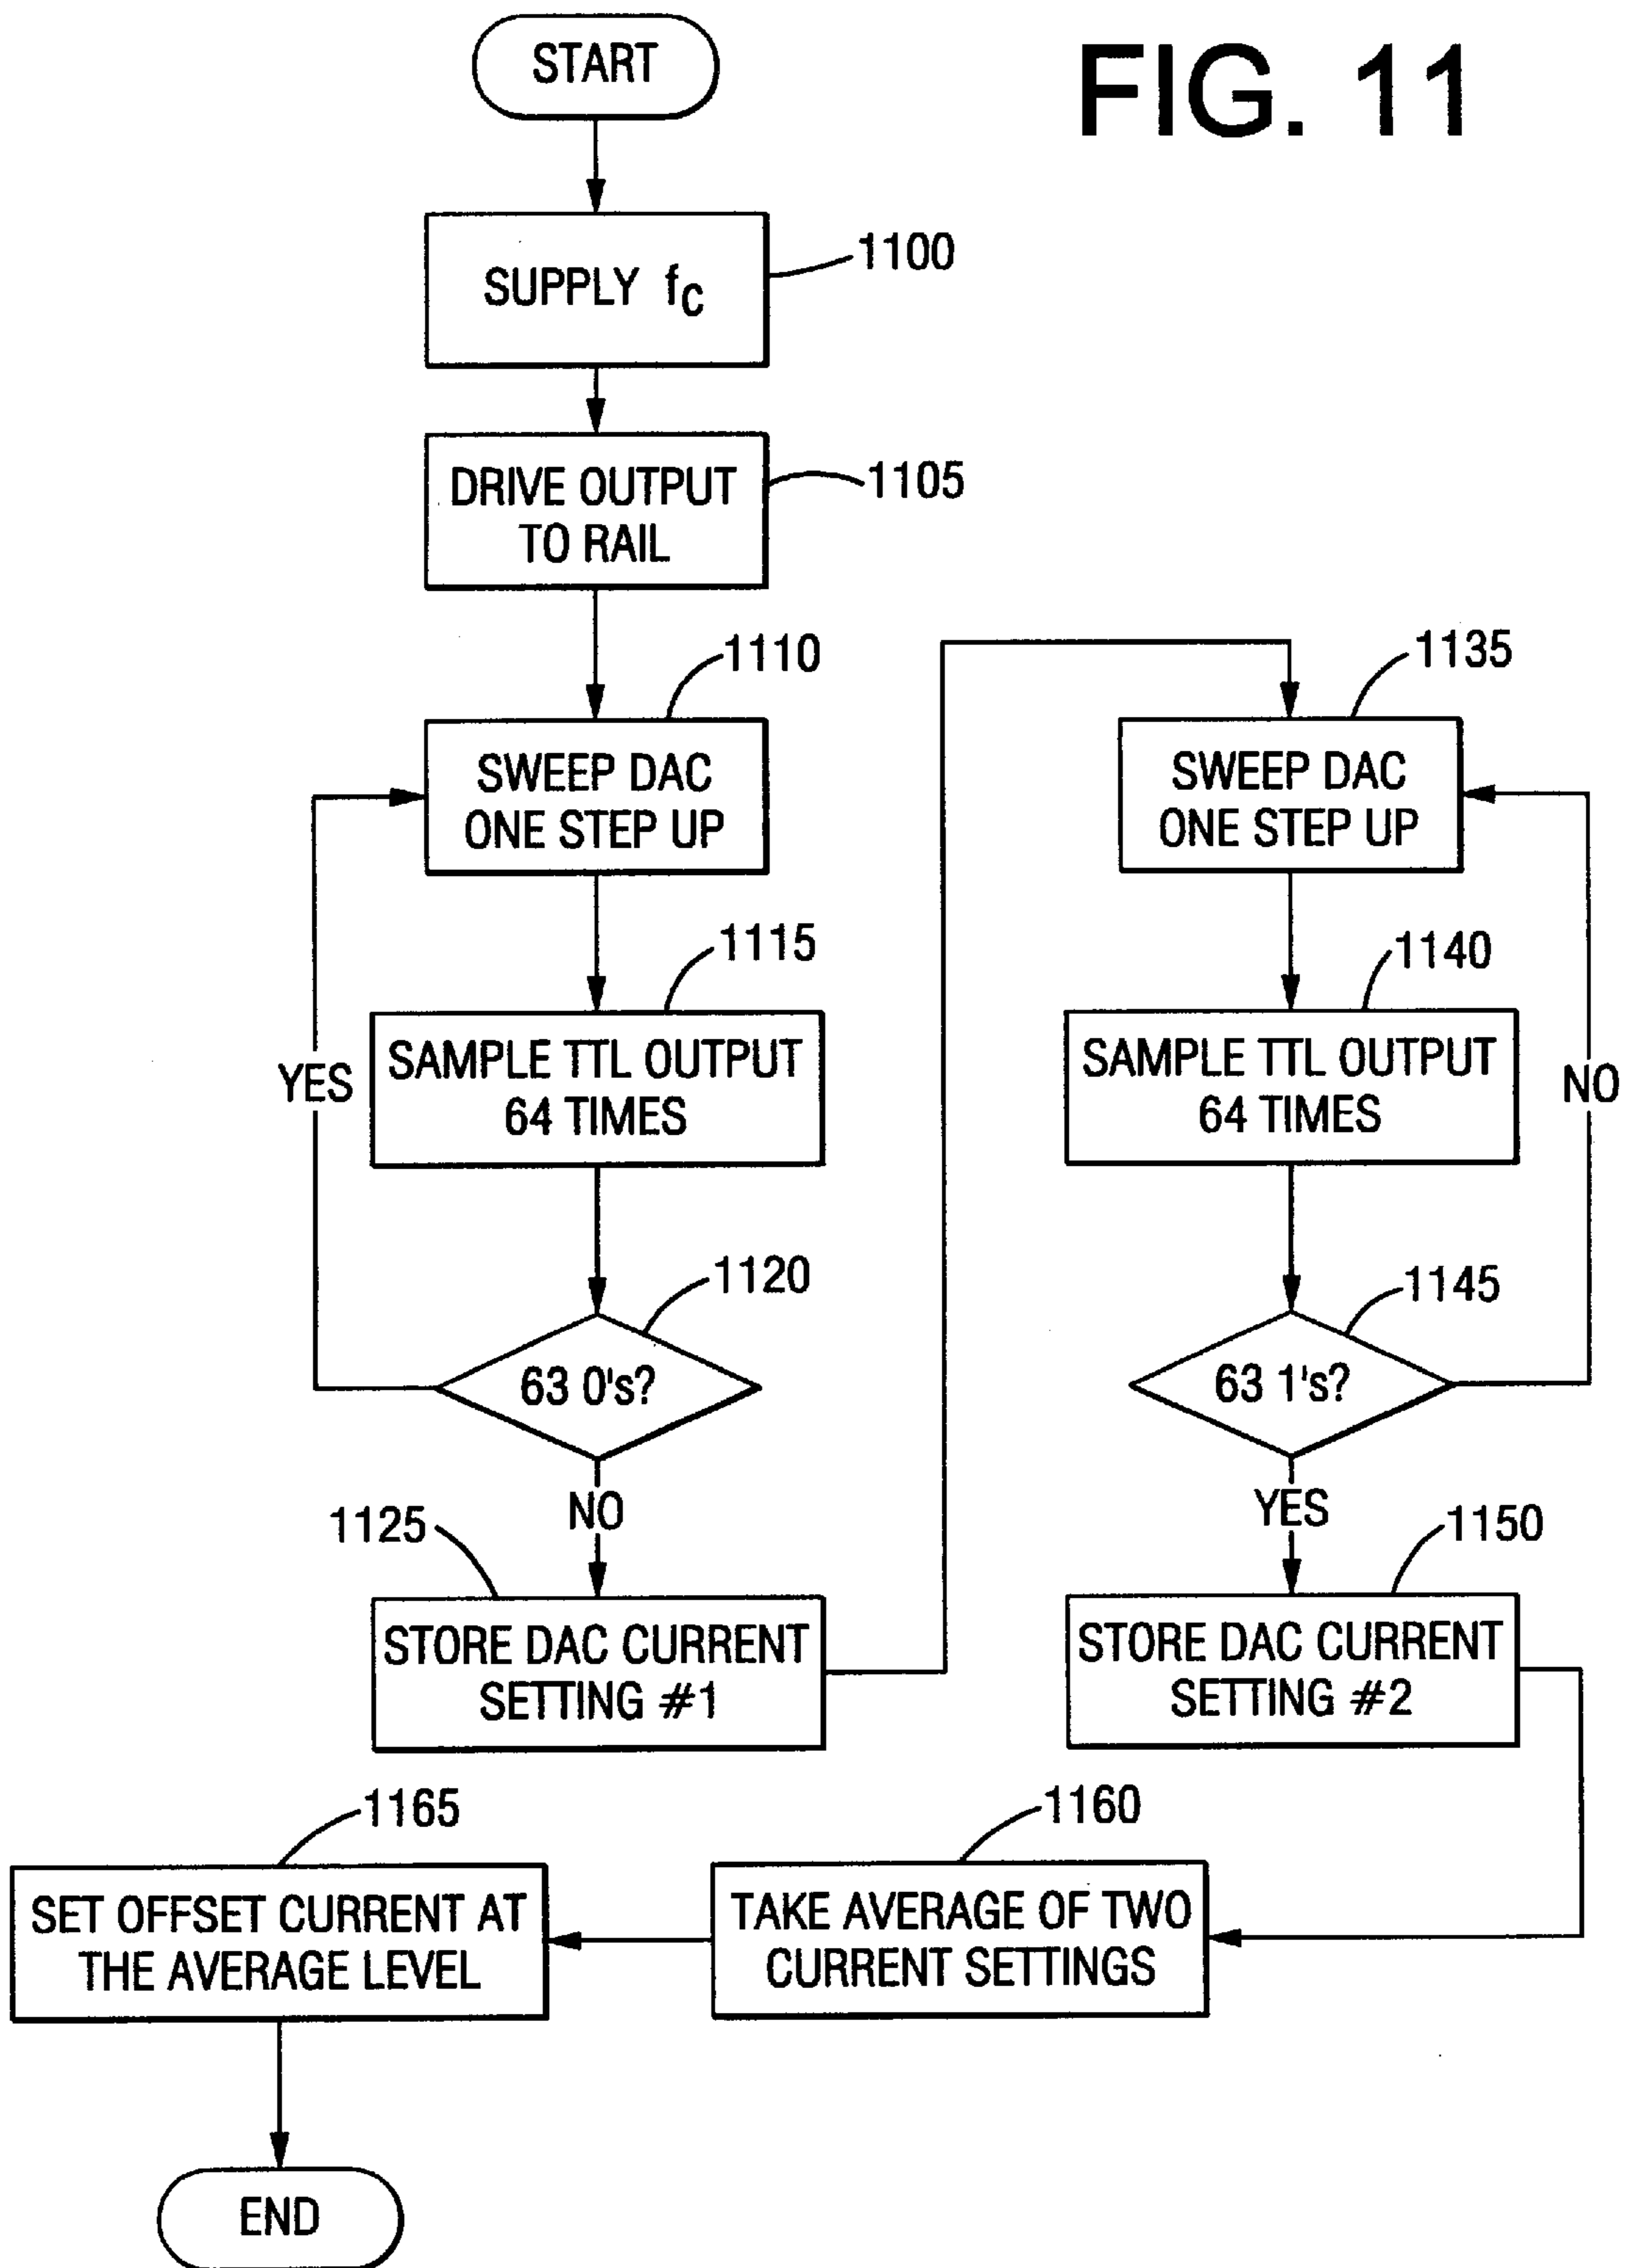 FIG. 11
START
SUPPLY fC
1100
DRIVE OUTPUT
TO RAIL
1105
1110
SWEEP DAC
ONE STEP UP
1115
SAMPLE TTL OUTPUT
64 TIMES
YES
1120
63 0's?
NO
1125
STORE DAC CURRENT
SETTING #1
1135
SWEEP DAC
ONE STEP UP
1140
SAMPLE TTL OUTPUT
64 TIMES
NO
1145
63 1's?
YES
1150
STORE DAC CURRENT
SETTING #2
1160
TAKE AVERAGE OF TWO
CURRENT SETTINGS
1165
SET OFFSET CURRENT AT
THE AVERAGE LEVEL
END